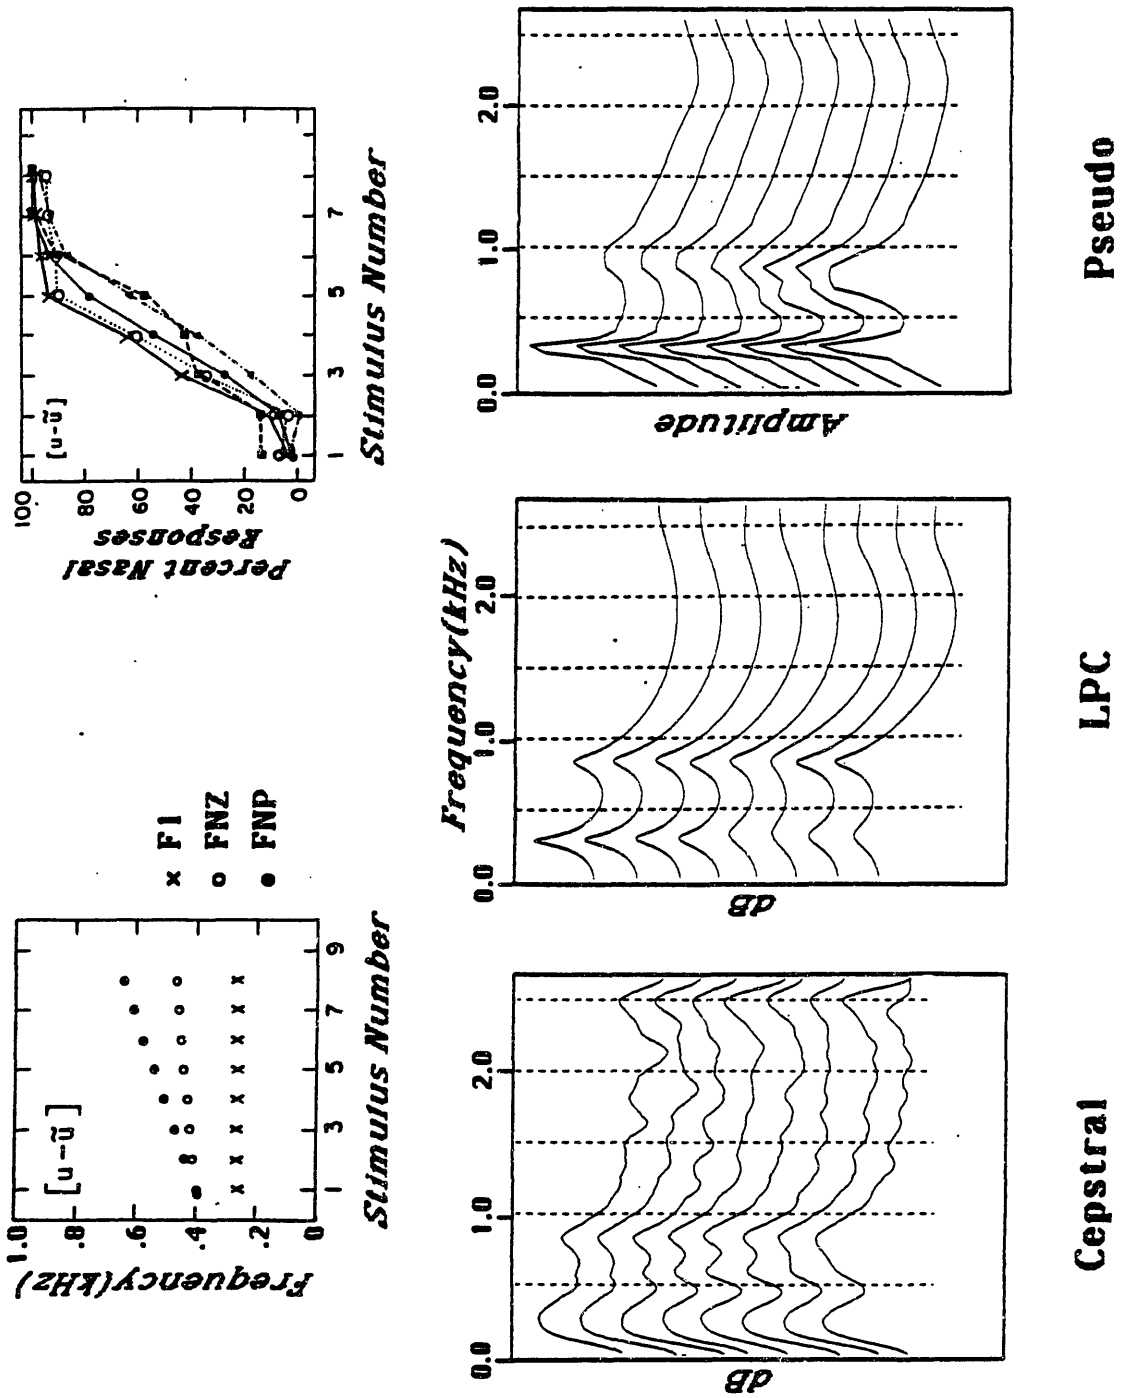 1.0
.8
.6
.4
.2
0
Frequency(kHz)
[u-ũ]
1
3
5
7
9
Stimulus Number
x F1
o FNZ
● FNP
100
80
60
40
20
0
Percent Nasal
Responses
[u-ũ]
1
3
5
7
Stimulus Number
Frequency(kHz)
0.0
1.0
2.0
dB
Cepstral
0.0
1.0
2.0
dB
LPC
0.0
1.0
2.0
Amplitude
Pseudo